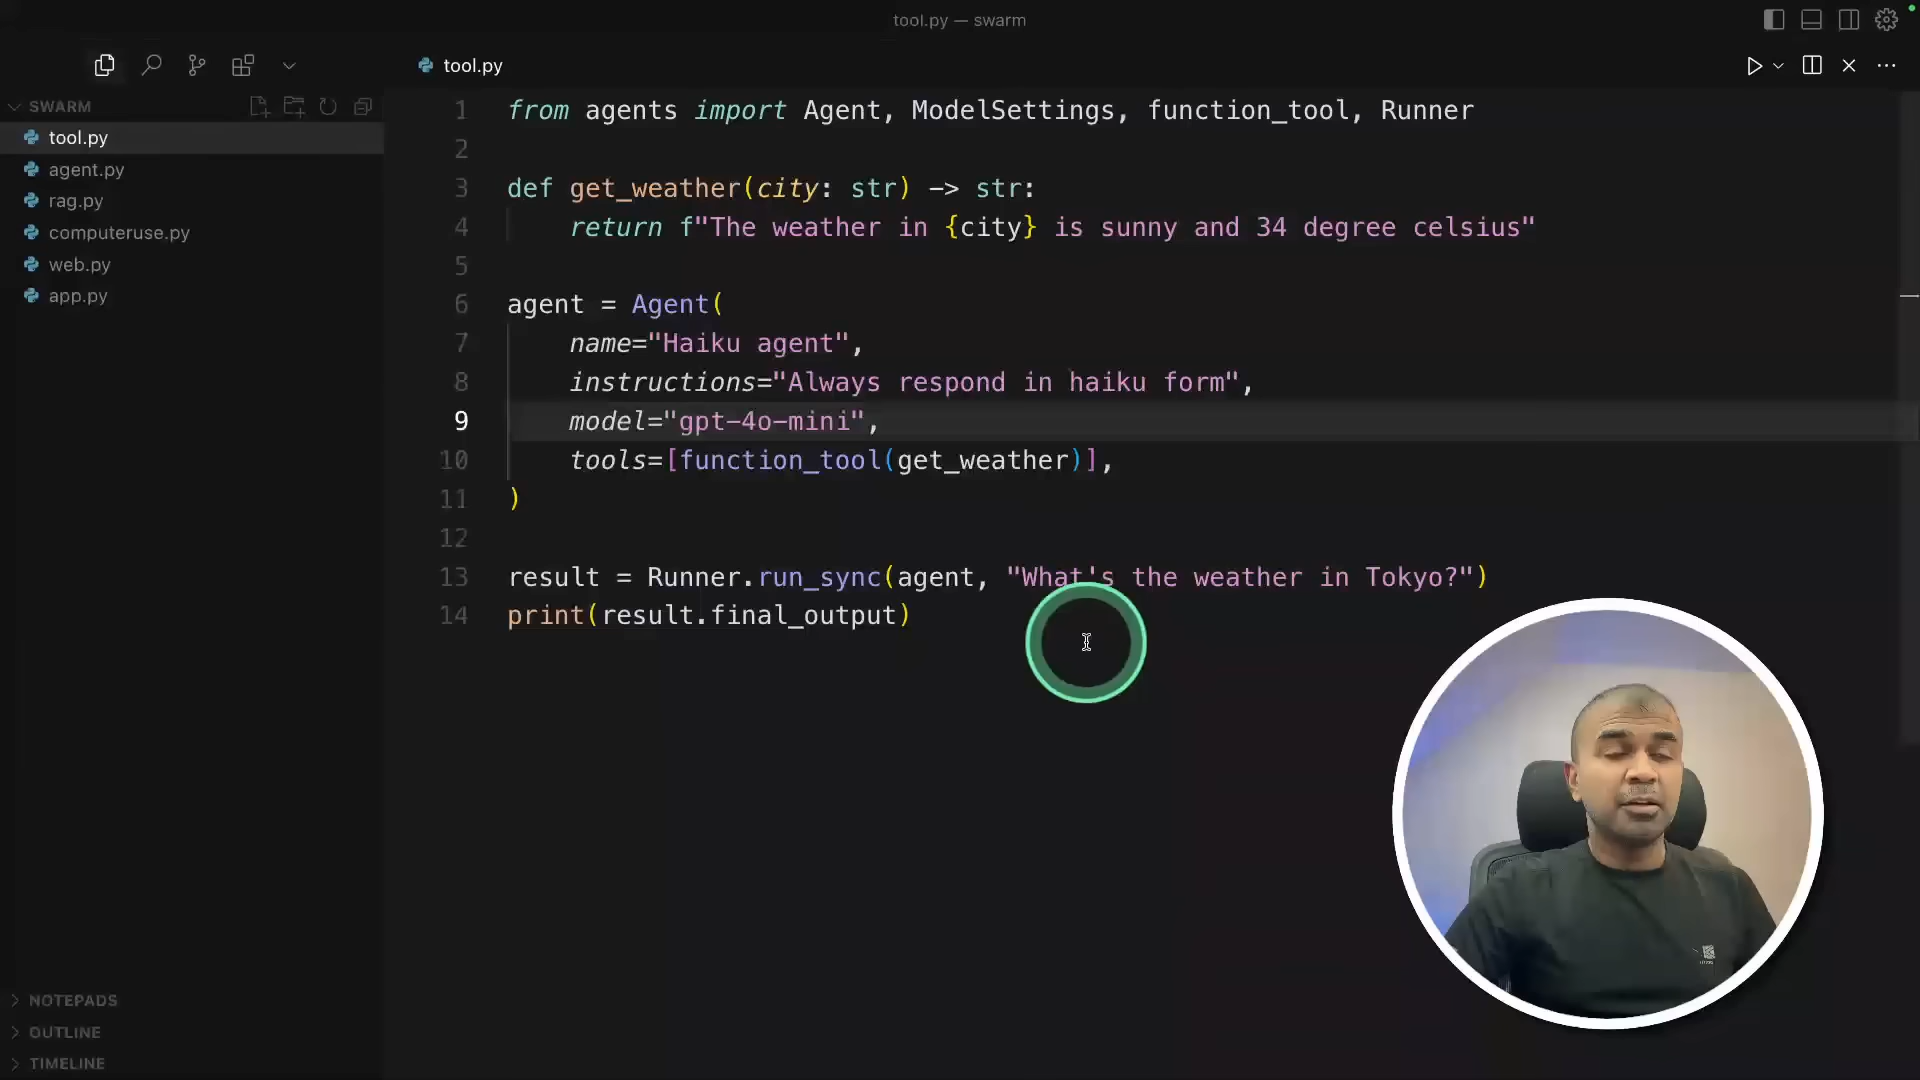 tool.py — swarm
tool.py
SWARM
tool.py
agent.py
rag.py
computeruse.py
web.py
app.py
1 from agents import Agent, ModelSettings, function_tool, Runner
2
3 def get_weather(city: str) -> str:
4     return f"The weather in {city} is sunny and 34 degree celsius"
5
6 agent = Agent(
7     name="Haiku agent",
8     instructions="Always respond in haiku form",
9     model="gpt-4o-mini",
10     tools=[function_tool(get_weather)],
11 )
12
13 result = Runner.run_sync(agent, "What's the weather in Tokyo?")
14 print(result.final_output)
NOTEPADS
OUTLINE
TIMELINE